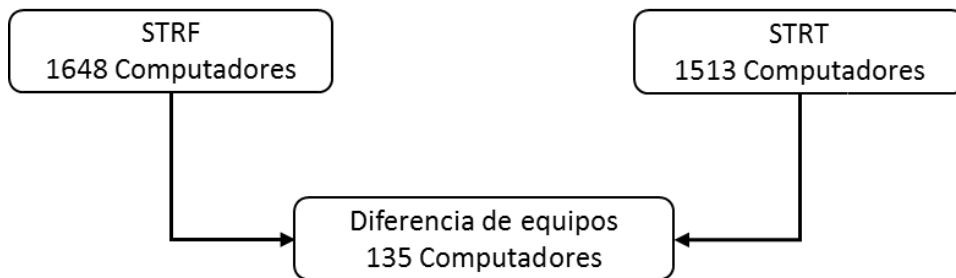 STRF
1648 Computadores
STRT
1513 Computadores
Diferencia de equipos
135 Computadores